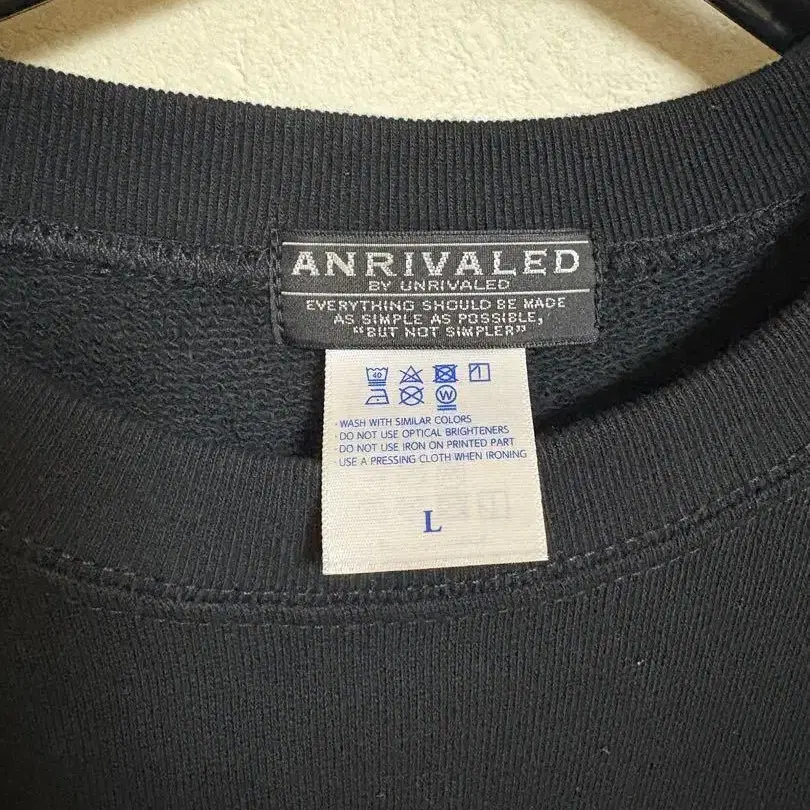 ANRIVALED
BY UNRIVALED
EVERYTHING SHOULD BE MADE
AS SIMPLE AS POSSIBLE,
"BUT NOT SIMPLER"
40
W
· WASH WITH SIMILAR COLORS
· DO NOT USE OPTICAL BRIGHTENERS
· DO NOT USE IRON ON PRINTED PART
USE A PRESSING CLOTH WHEN IRONING
L